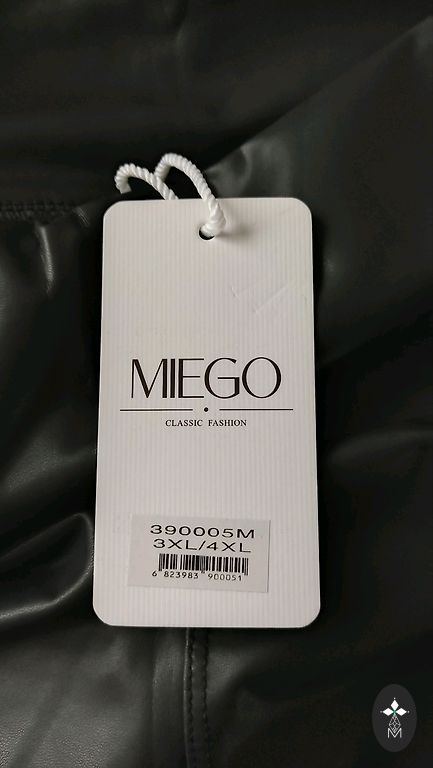 MIEGO
CLASSIC FASHION
390005M
3XL/4XL
6 823983 900051
M